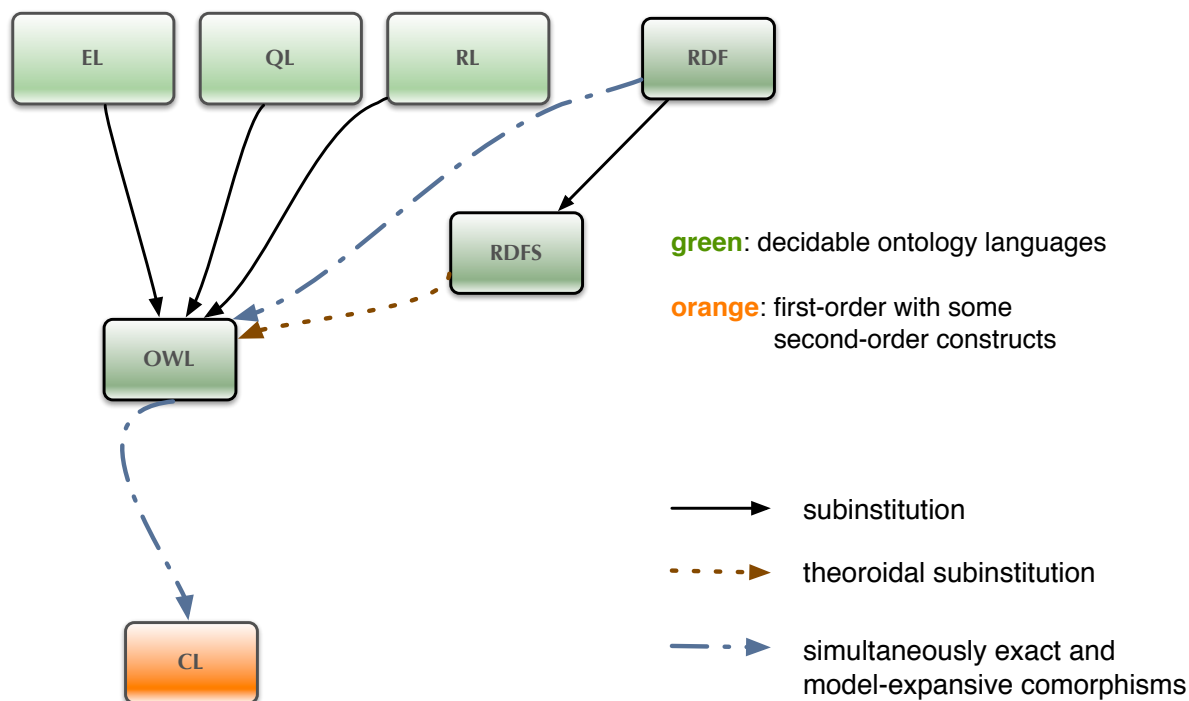 EL
QL
RL
RDF
RDFS
green: decidable ontology languages
orange: first-order with some
second-order constructs
OWL
subinstitution
theoroidal subinstitution
simultaneously exact and
model-expansive comorphisms
CL